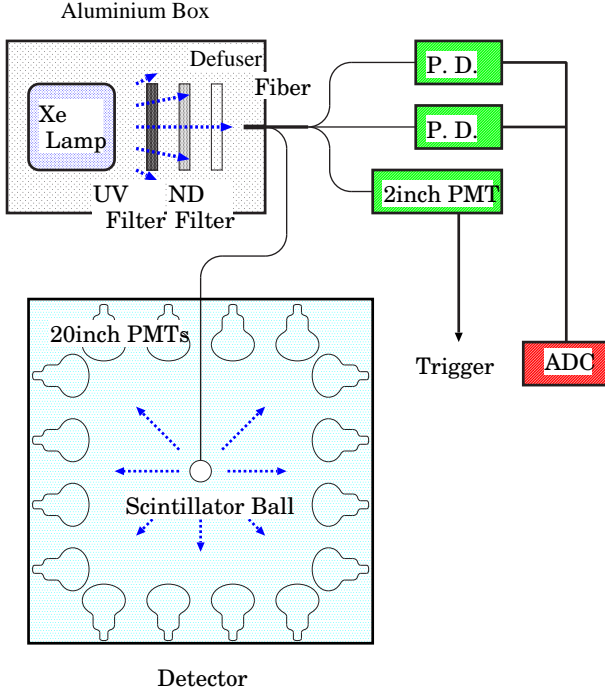 Aluminium Box
Defuser
Fiber
Xe
Lamp
UV
Filter
ND
Filter
P. D.
P. D.
2inch PMT
Trigger
ADC
20inch PMTs
Scintillator Ball
Detector